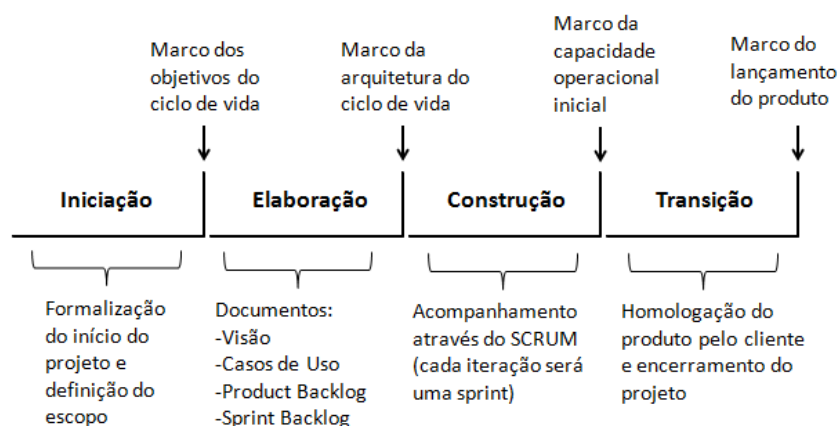 Marco dos
objetivos do
ciclo de vida
Marco da
arquitetura do
ciclo de vida
Marco da
capacidade
operacional
inicial
Marco do
lançamento
do produto
Iniciação
Elaboração
Construção
Transição
Formalização
do início do
projeto e
definição do
escopo
Documentos:
-Visão
-Casos de Uso
-Product Backlog
-Sprint Backlog
Acompanhamento
através do SCRUM
(cada iteração será
uma sprint)
Homologação do
produto pelo cliente
e encerramento do
projeto